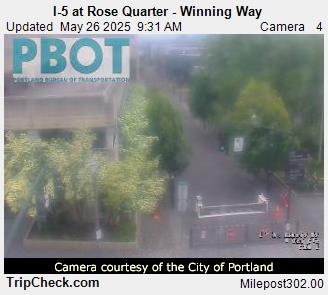 I-5 at Rose Quarter - Winning Way
Updated May 26 2025 9:31 AM Camera 4
PBOT
PORTLAND BUREAU OF TRANSPORTATION
Camera courtesy of the City of Portland
TripCheck.com Milepost302.00